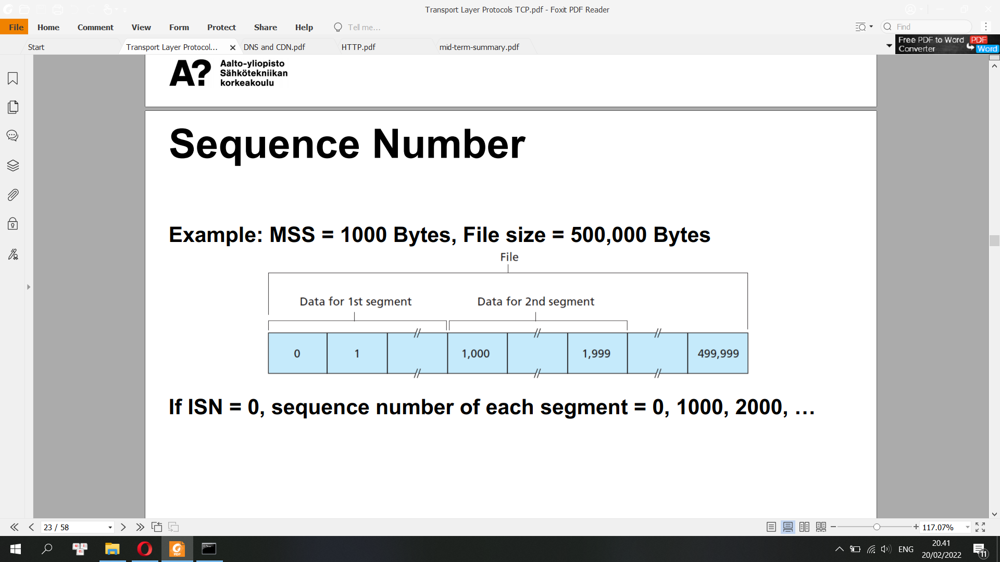 Transport Layer Protocols TCP.pdf - Foxit PDF Reader
File Home Comment View Form Protect Share Help Tell me... Find
Start Transport Layer Protocol... DNS and CDN.pdf HTTP.pdf mid-term-summary.pdf
Free PDF to Word PDF
Converter Word
A? Aalto-yliopisto
Sähkötekniikan
korkeakoulu
Sequence Number
Example: MSS = 1000 Bytes, File size = 500,000 Bytes
File
Data for 1st segment Data for 2nd segment
0 1 1,000 1,999 499,999
If ISN = 0, sequence number of each segment = 0, 1000, 2000, …
23 / 58 117.07%
20.41
ENG
20/02/2022
11